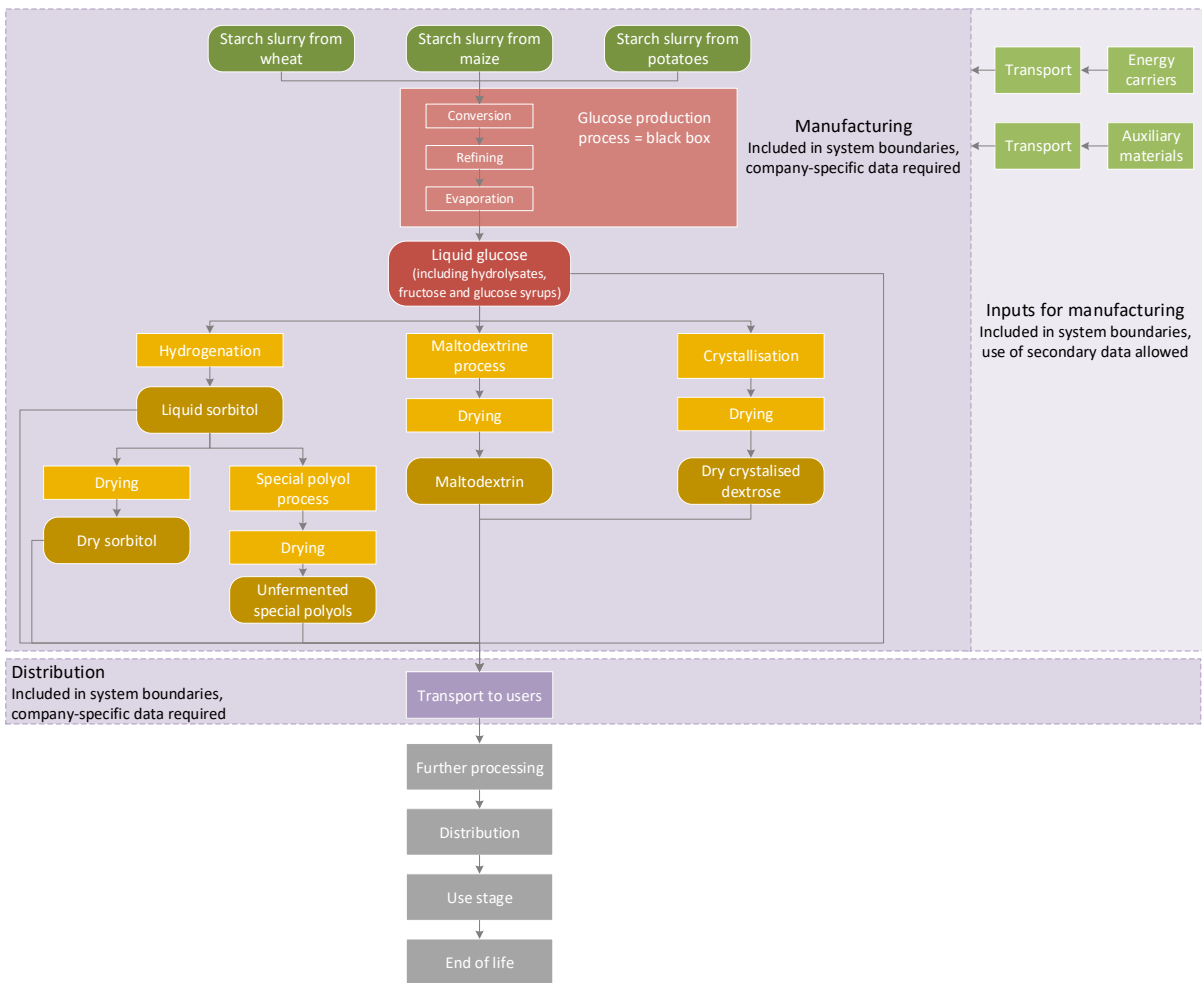 Starch slurry from
wheat
Starch slurry from
maize
Starch slurry from
potatoes
Conversion
Refining
Evaporation
Glucose production
process = black box
Manufacturing
Included in system boundaries,
company-specific data required
Transport
Energy
carriers
Transport
Auxiliary
materials
Inputs for manufacturing
Included in system boundaries,
use of secondary data allowed
Liquid glucose
(including hydrolysates,
fructose and glucose syrups)
Hydrogenation
Maltodextrine
process
Crystallisation
Liquid sorbitol
Drying
Drying
Drying
Special polyol
process
Maltodextrin
Dry crystalised
dextrose
Dry sorbitol
Drying
Unfermented
special polyols
Distribution
Included in system boundaries,
company-specific data required
Transport to users
Further processing
Distribution
Use stage
End of life